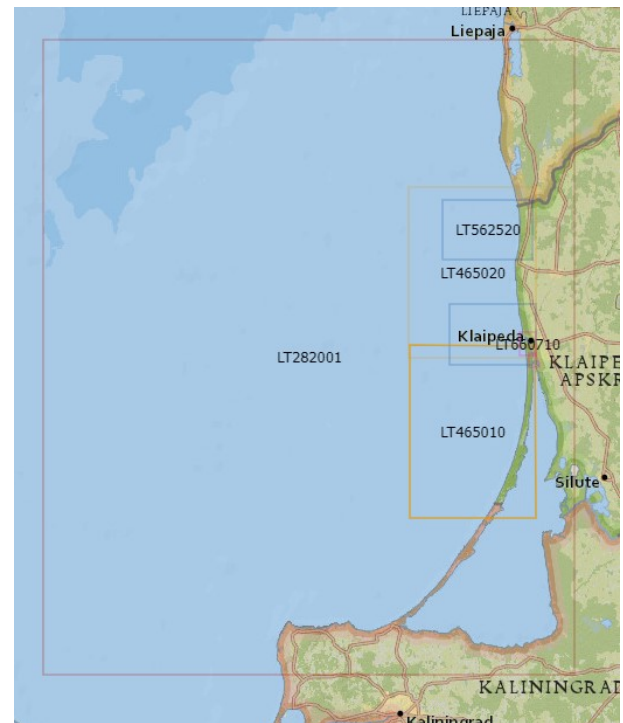 LIEPAJA
Liepaja
LT562520
LT465020
Klaipeda
LT660710
LT282001
KLAIPE
APSKR
LT465010
Silute
KALININGRAD
Kaliningrad